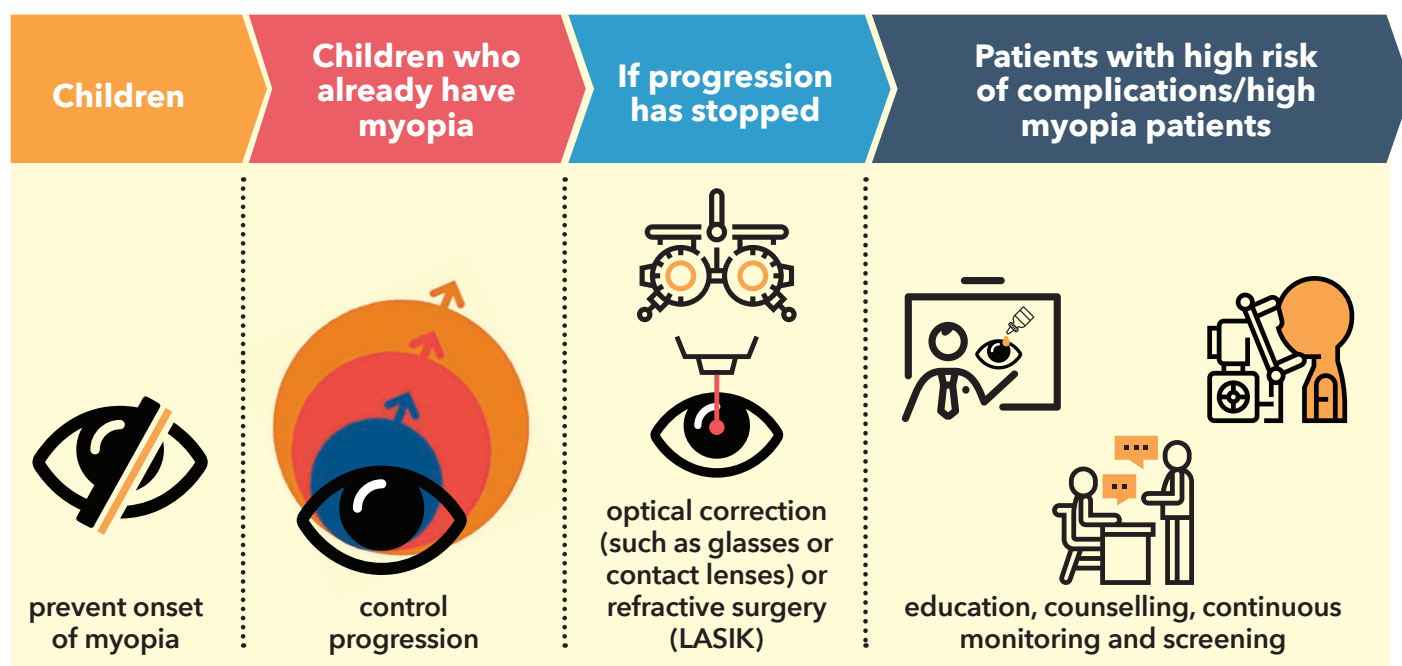 Children
Children who
already have
myopia
If progression
has stopped
Patients with high risk
of complications/high
myopia patients
prevent onset
of myopia
control
progression
optical correction
(such as glasses or
contact lenses) or
refractive surgery
(LASIK)
education, counselling, continuous
monitoring and screening